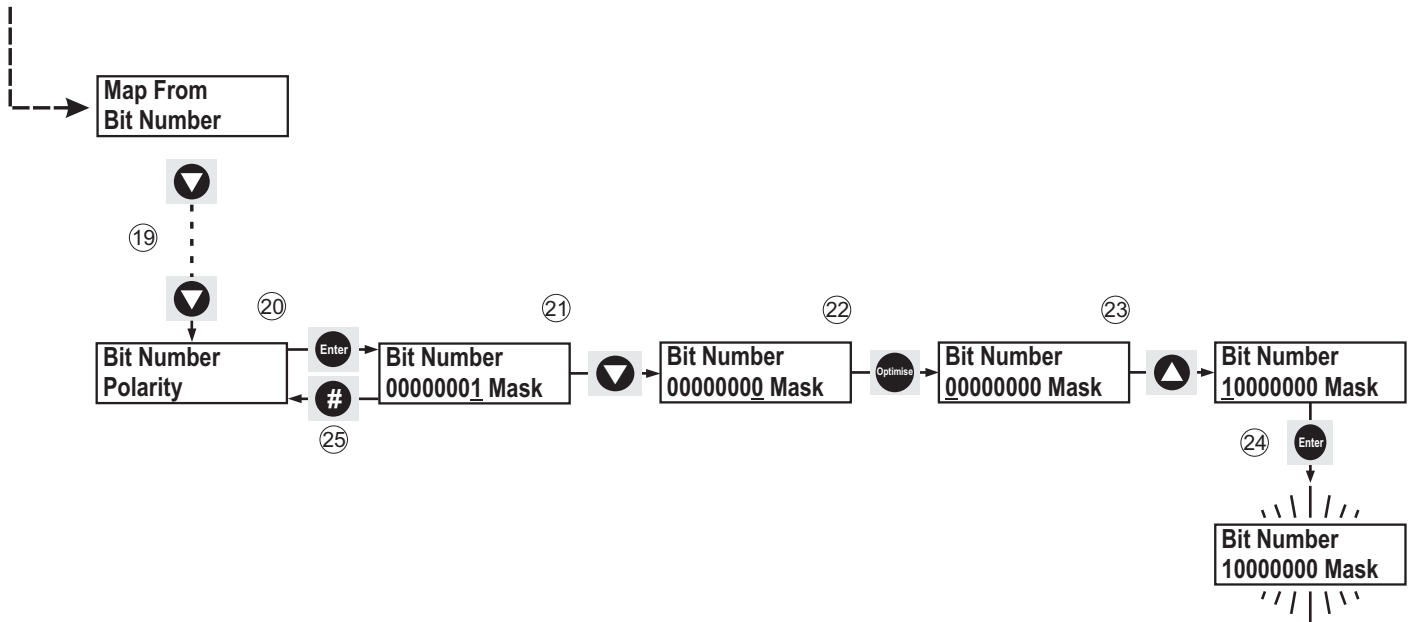 Map From
Bit Number
19
20
21
22
23
Bit Number
Polarity
Enter
#
25
Bit Number
00000001 Mask
Bit Number
00000000 Mask
Optimise
Bit Number
00000000 Mask
Bit Number
10000000 Mask
24
Enter
Bit Number
10000000 Mask